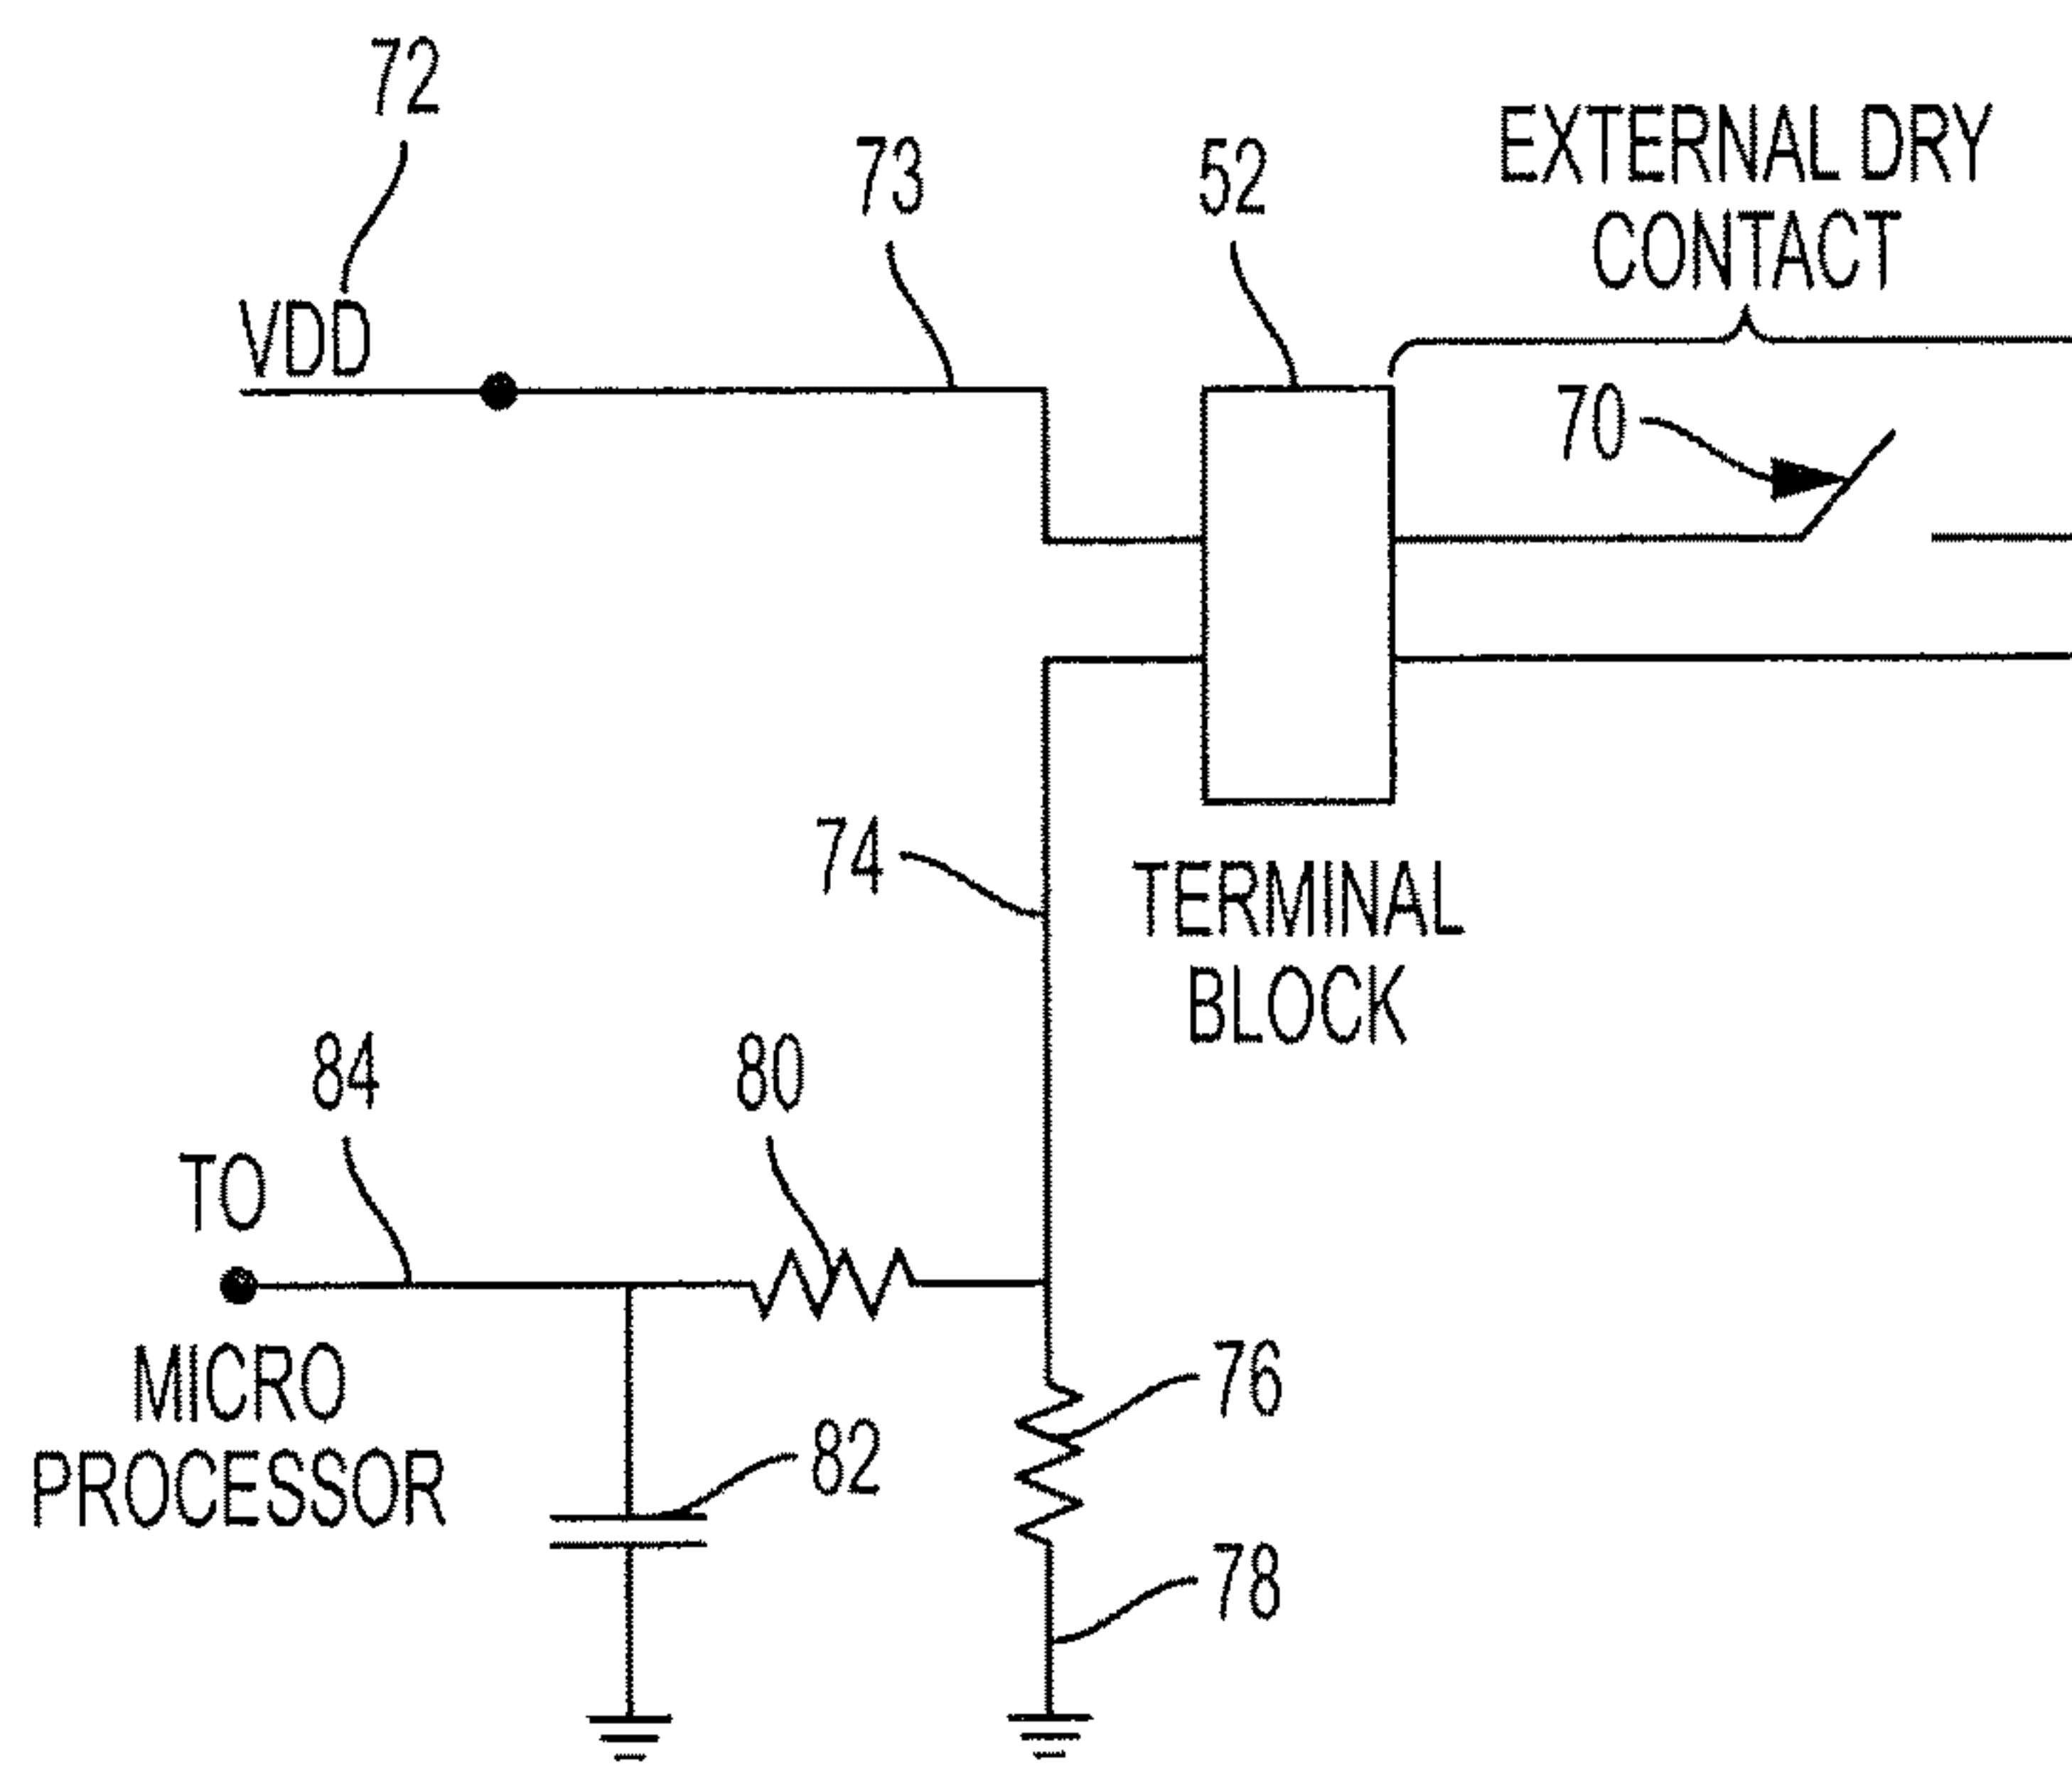 72
73
52
EXTERNAL DRY
CONTACT
VDD
70
74
TERMINAL
BLOCK
84
80
TO
MICRO
PROCESSOR
76
82
78